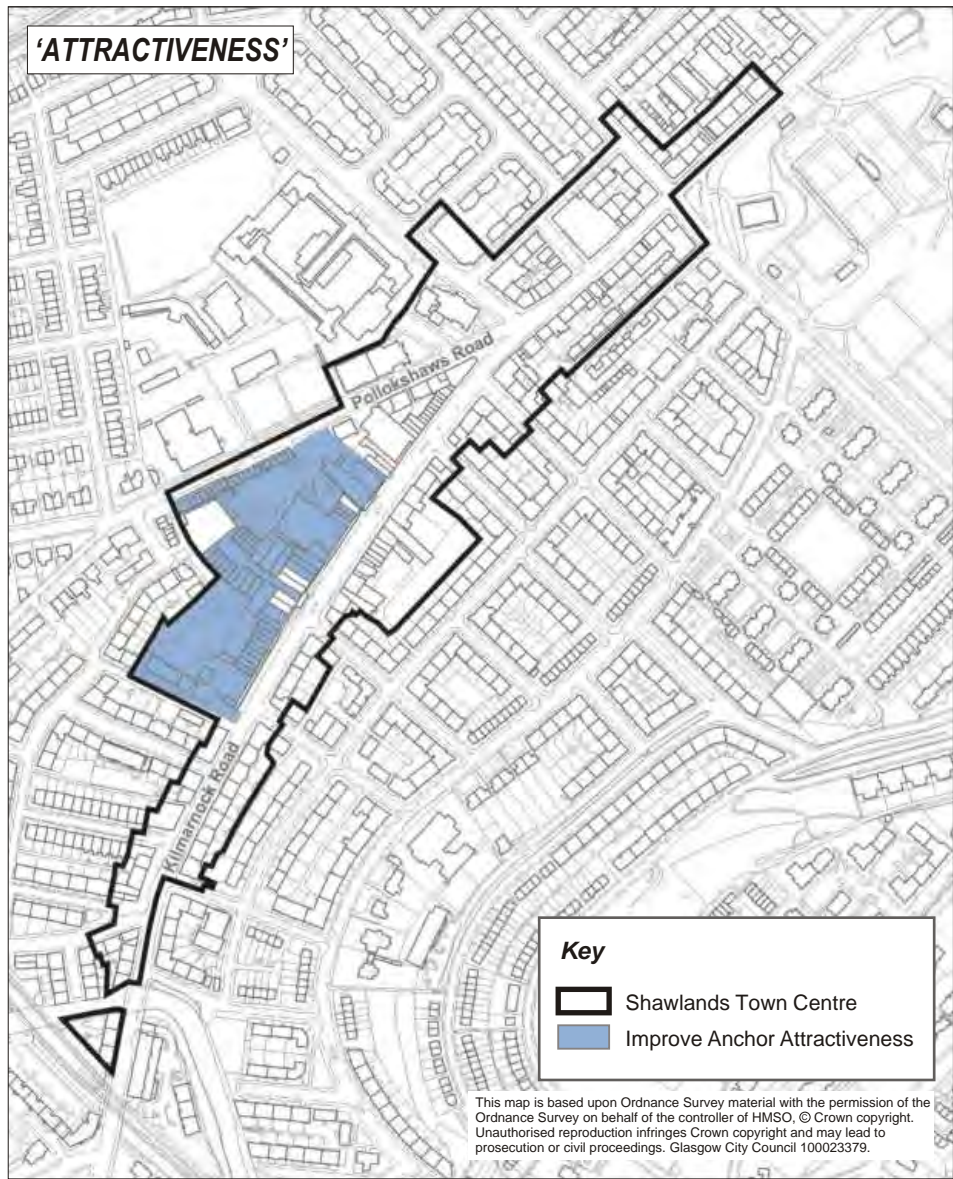 'ATTRACTIVENESS'
Pollokshaws Road
Kilmarnock Road
Key
Shawlands Town Centre
Improve Anchor Attractiveness
This map is based upon Ordnance Survey material with the permission of the
Ordnance Survey on behalf of the controller of HMSO, © Crown copyright.
Unauthorised reproduction infringes Crown copyright and may lead to
prosecution or civil proceedings. Glasgow City Council 100023379.